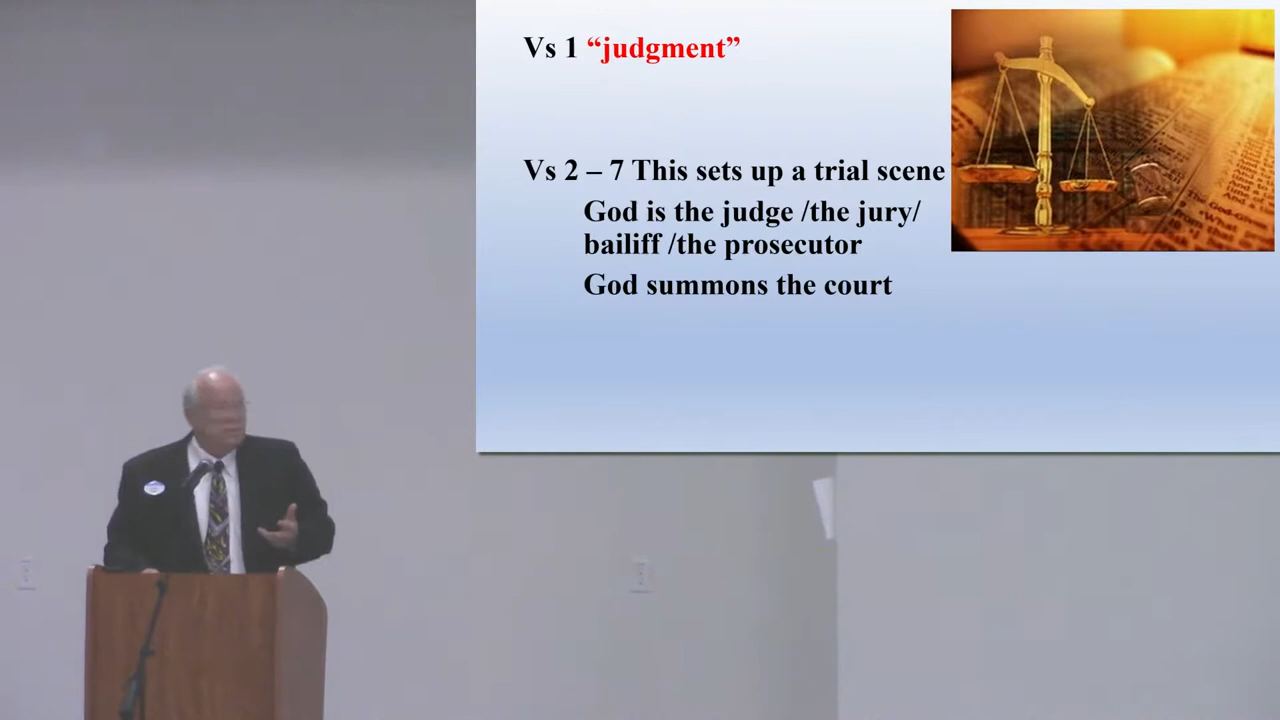 Vs 1 “judgment”
Vs 2 – 7 This sets up a trial scene
God is the judge /the jury/
bailiff /the prosecutor
God summons the court